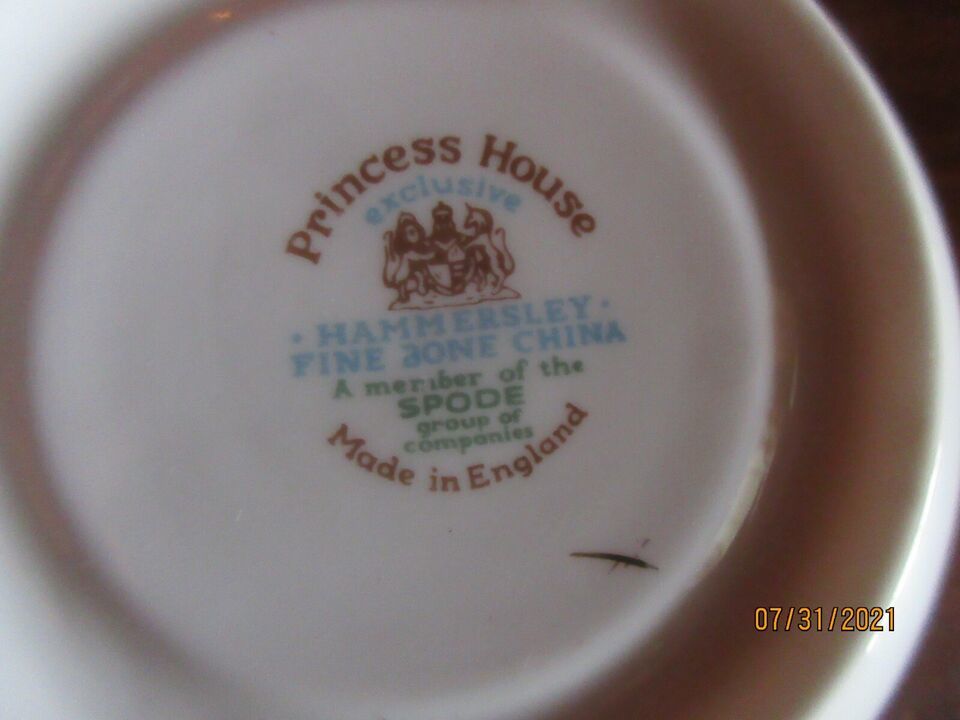 Princess House
exclusive
· HAMMERSLEY ·
FINE BONE CHINA
A member of the
SPODE
group of
companies
Made in England
07/31/2021